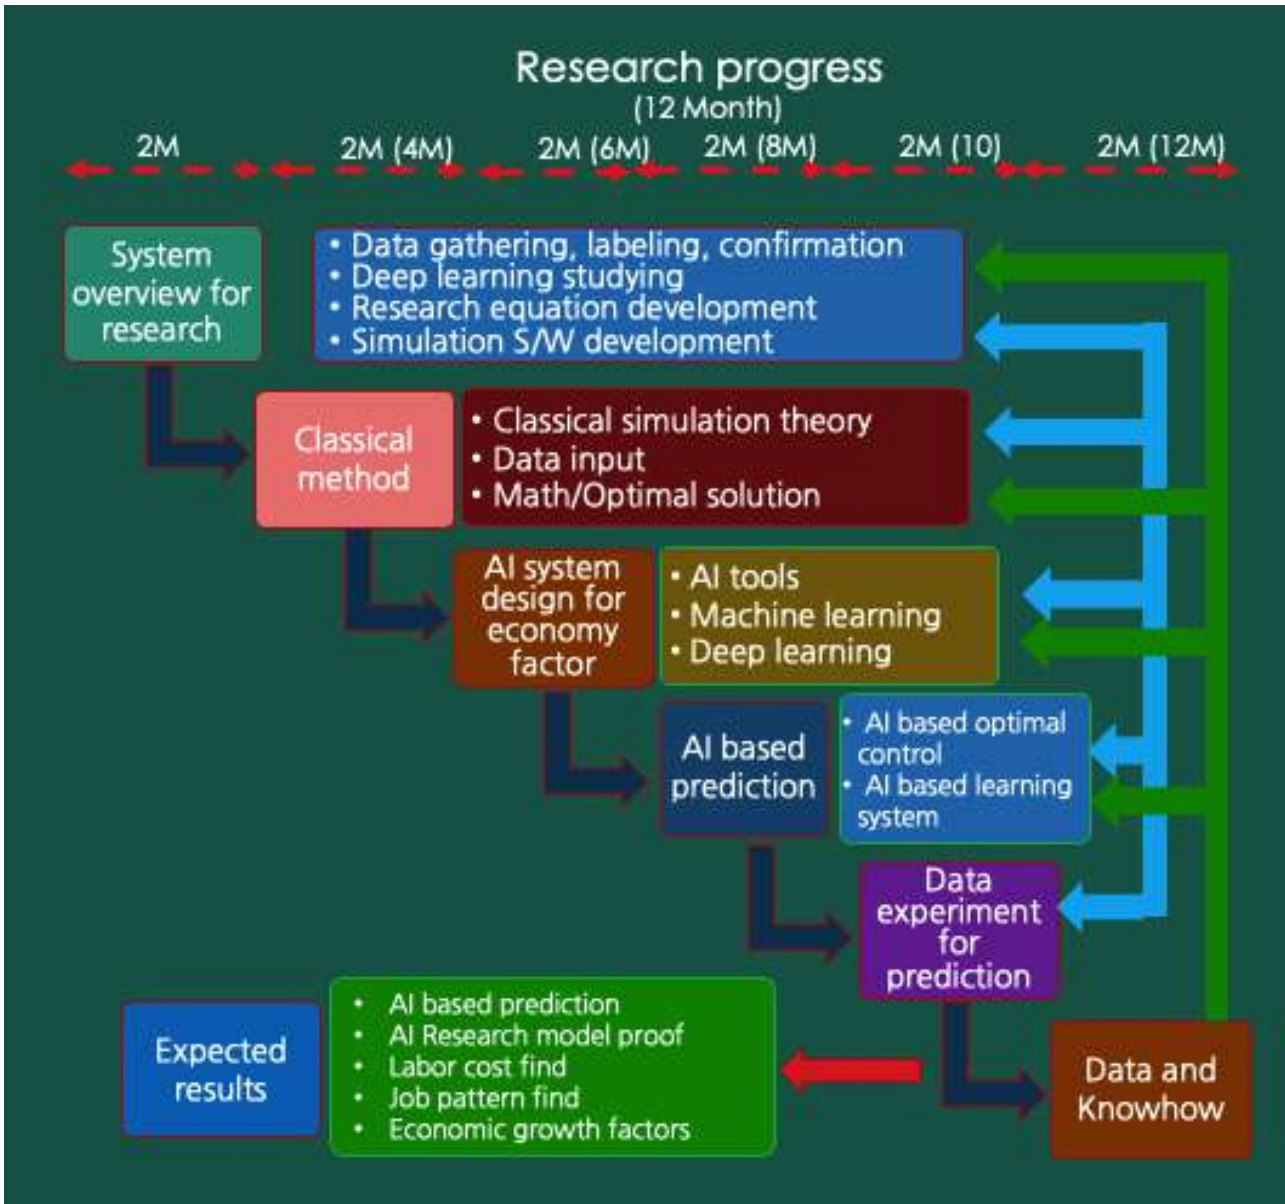 Research progress
(12 Month)
2M
2M (4M)
2M (6M)
2M (8M)
2M (10)
2M (12M)
System
overview for
research
• Data gathering, labeling, confirmation
• Deep learning studying
• Research equation development
• Simulation S/W development
Classical
method
• Classical simulation theory
• Data input
• Math/Optimal solution
AI system
design for
economy
factor
• AI tools
• Machine learning
• Deep learning
AI based
prediction
• AI based optimal
control
• AI based learning
system
Data
experiment
for
prediction
Expected
results
• AI based prediction
• AI Research model proof
• Labor cost find
• Job pattern find
• Economic growth factors
Data and
Knowhow